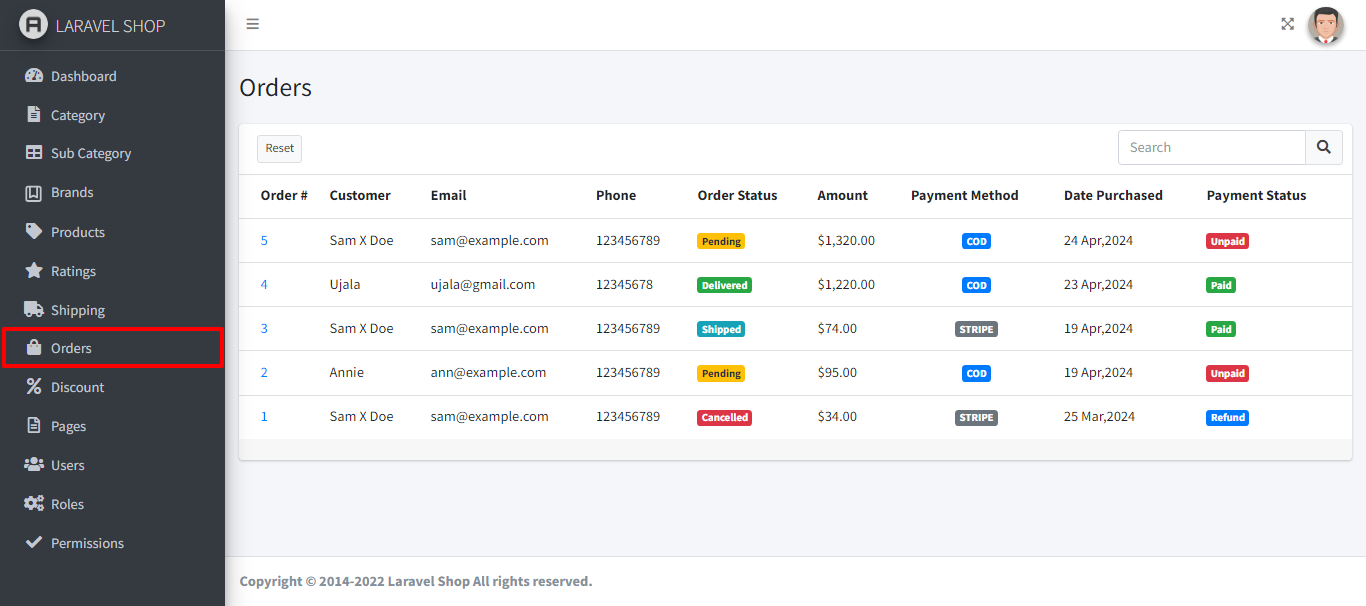 LARAVEL SHOP
Dashboard
Category
Sub Category
Brands
Products
Ratings
Shipping
Orders
Discount
Pages
Users
Roles
Permissions
Orders
Reset
Search
Order # Customer Email Phone Order Status Amount Payment Method Date Purchased Payment Status
5 Sam X Doe sam@example.com 123456789 Pending $1,320.00 COD 24 Apr,2024 Unpaid
4 Ujala ujala@gmail.com 12345678 Delivered $1,220.00 COD 23 Apr,2024 Paid
3 Sam X Doe sam@example.com 123456789 Shipped $74.00 STRIPE 19 Apr,2024 Paid
2 Annie ann@example.com 123456789 Pending $95.00 COD 19 Apr,2024 Unpaid
1 Sam X Doe sam@example.com 123456789 Cancelled $34.00 STRIPE 25 Mar,2024 Refund
Copyright © 2014-2022 Laravel Shop All rights reserved.